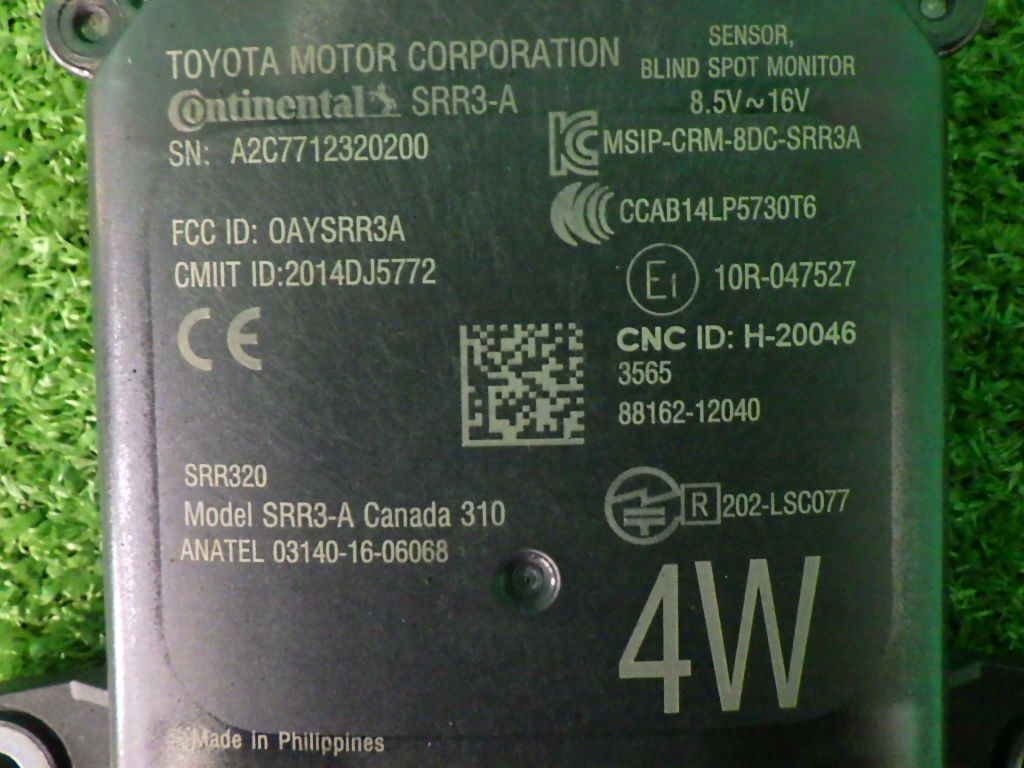 TOYOTA MOTOR CORPORATION
SENSOR,
BLIND SPOT MONITOR
Continental SRR3-A
8.5V~16V
SN: A2C7712320200
MSIP-CRM-8DC-SRR3A
CCAB14LP5730T6
FCC ID: OAYSRR3A
CMIIT ID:2014DJ5772
E1 10R-047527
CE
CNC ID: H-20046
3565
88162-12040
SRR320
Model SRR3-A Canada 310
R 202-LSC077
ANATEL 03140-16-06068
4W
Made in Philippines